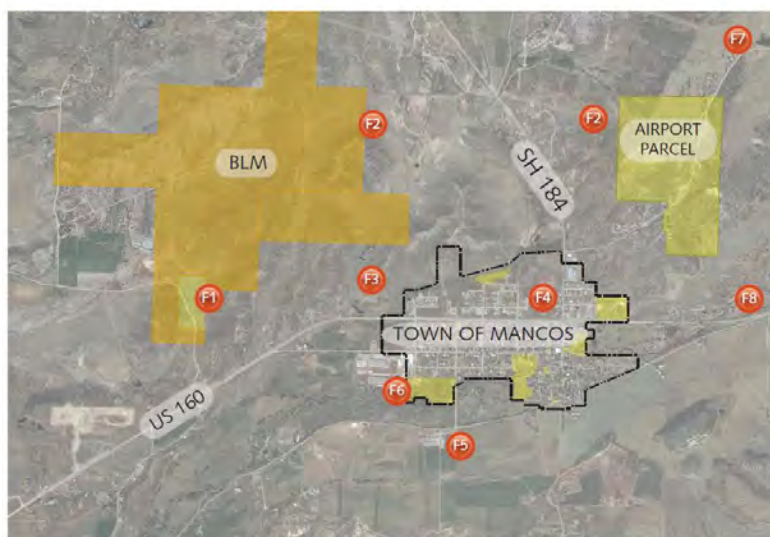 F7
F2
F2
AIRPORT
PARCEL
BLM
SH 184
F3
F1
F4
F8
TOWN OF MANCOS
F6
US 160
F5